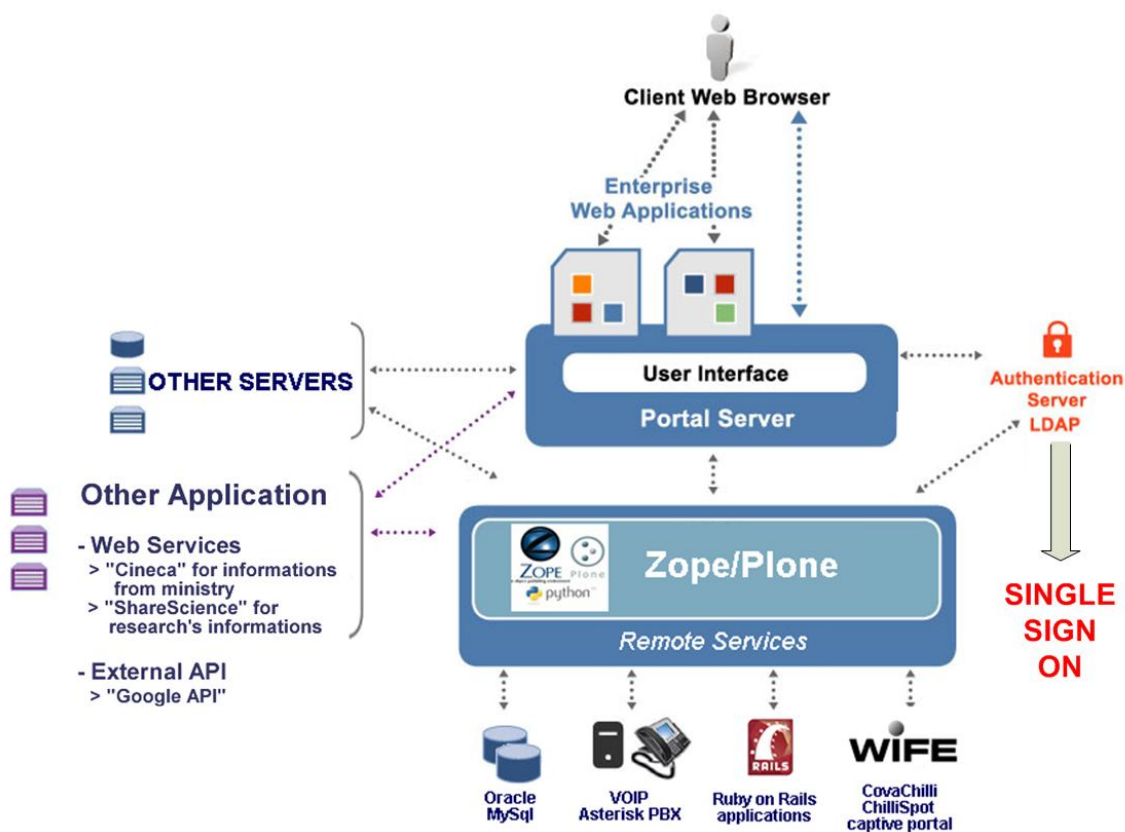 Client Web Browser
Enterprise
Web Applications
User Interface
Portal Server
OTHER SERVERS
Authentication
Server
LDAP
SINGLE
SIGN
ON
Other Application
- Web Services
> "Cineca" for informations
from ministry
> "ShareScience" for
research's informations
- External API
> "Google API"
ZOPE
Plone
python
Zope/Plone
Remote Services
Oracle
MySql
VOIP
Asterisk PBX
RAILS
Ruby on Rails
applications
WIFE
CovaChilli
ChilliSpot
captive portal